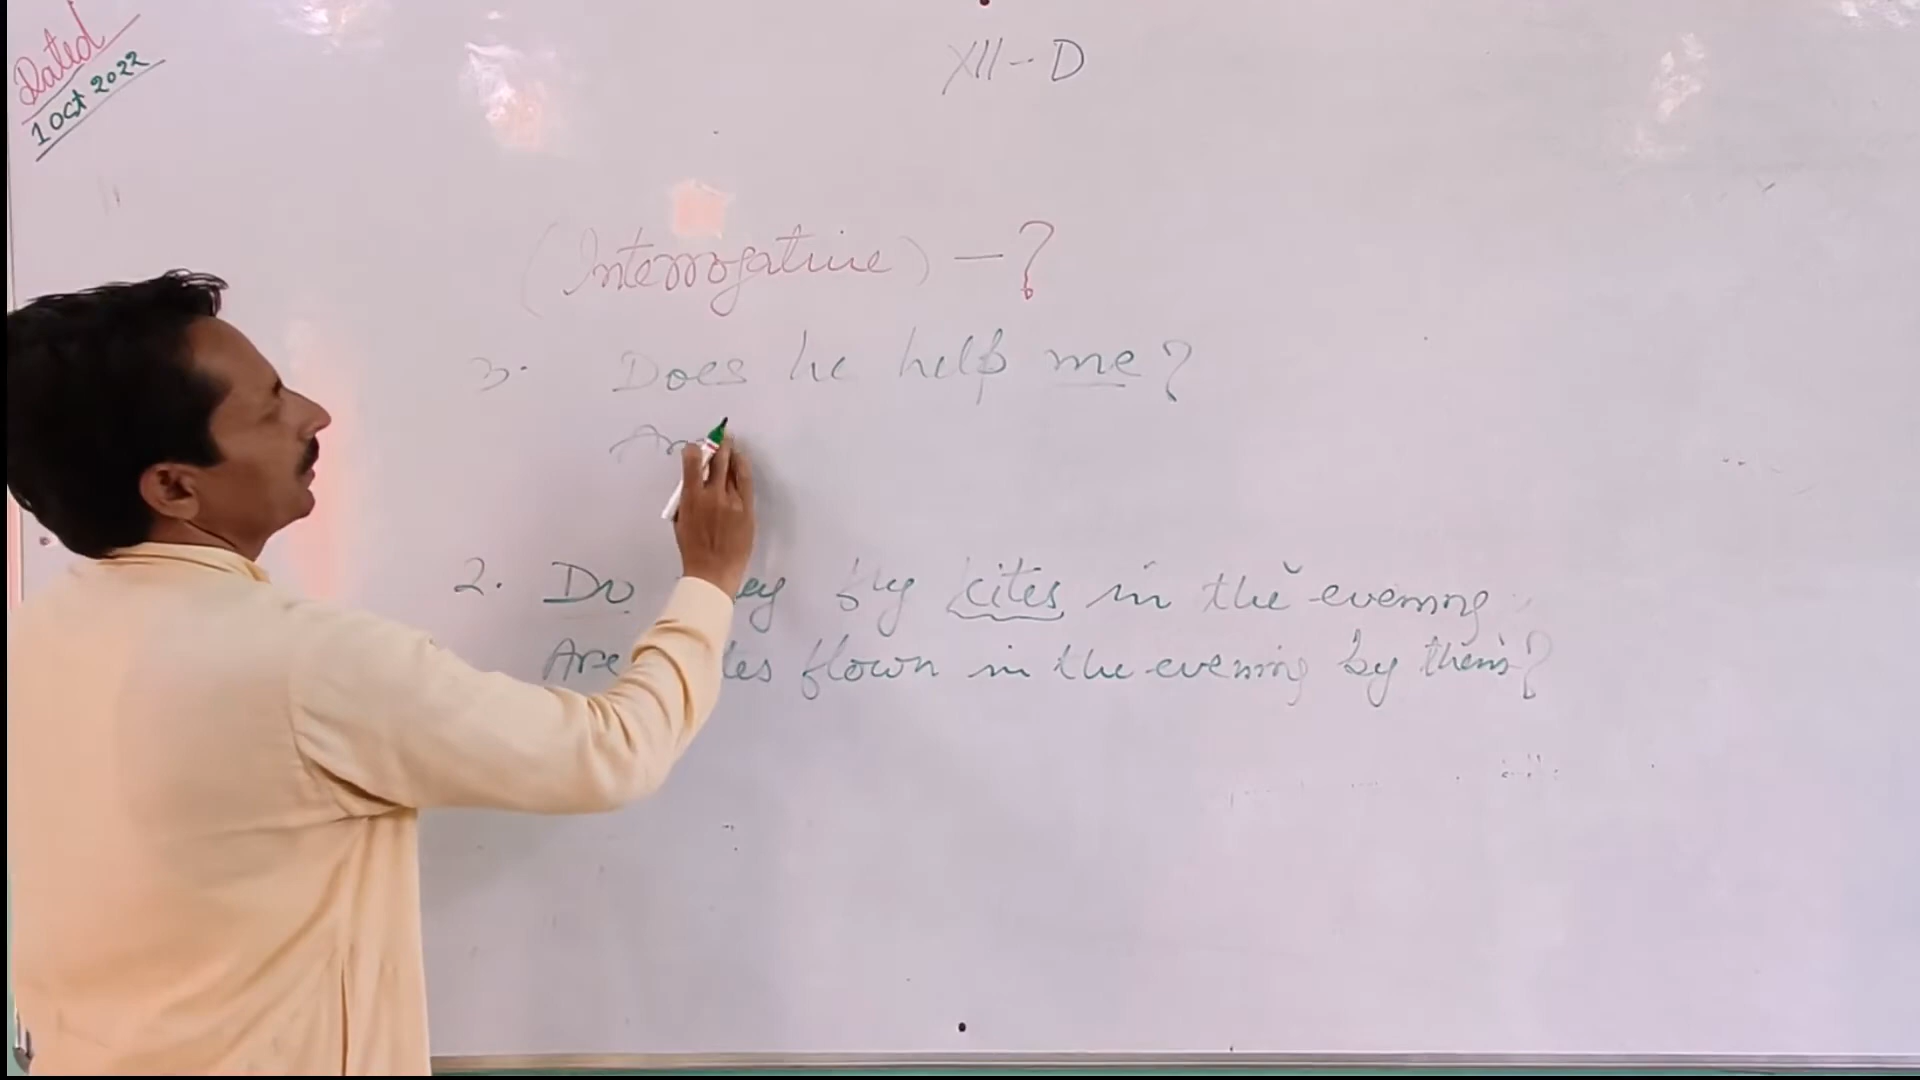 Dated
1 Oct 2022
XII - D
(Interrogative) - ?
3. Does he help me?
Am
2. Do fly kites in the evening
Are flown in the evening by them?